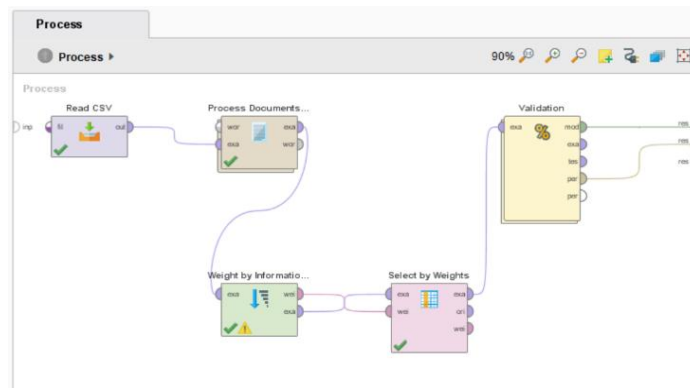 Process
Process
90%
Process
Read CSV
Process Documents...
Validation
inp
fil
out
wor
exa
exa
wor
exa
mod
exa
tes
per
per
res
res
res
Weight by Informatio...
Select by Weights
exa
wei
exa
exa
wei
exa
ori
wei